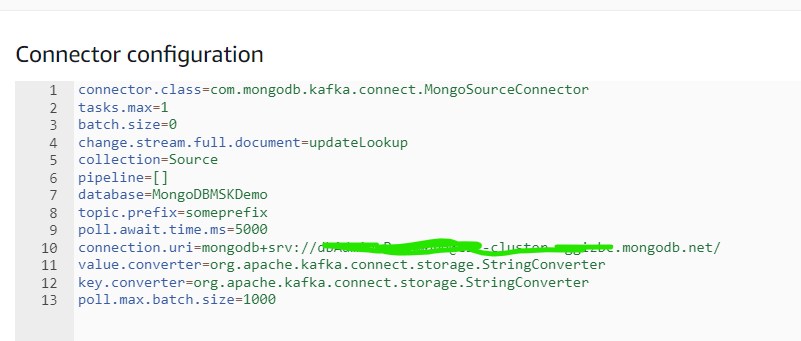 Connector configuration
1 connector.class=com.mongodb.kafka.connect.MongoSourceConnector
2 tasks.max=1
3 batch.size=0
4 change.stream.full.document=updateLookup
5 collection=Source
6 pipeline=[]
7 database=MongoDBMSKDemo
8 topic.prefix=someprefix
9 poll.await.time.ms=5000
10 connection.uri=mongodb+srv:// -cluster .mongodb.net/
11 value.converter=org.apache.kafka.connect.storage.StringConverter
12 key.converter=org.apache.kafka.connect.storage.StringConverter
13 poll.max.batch.size=1000